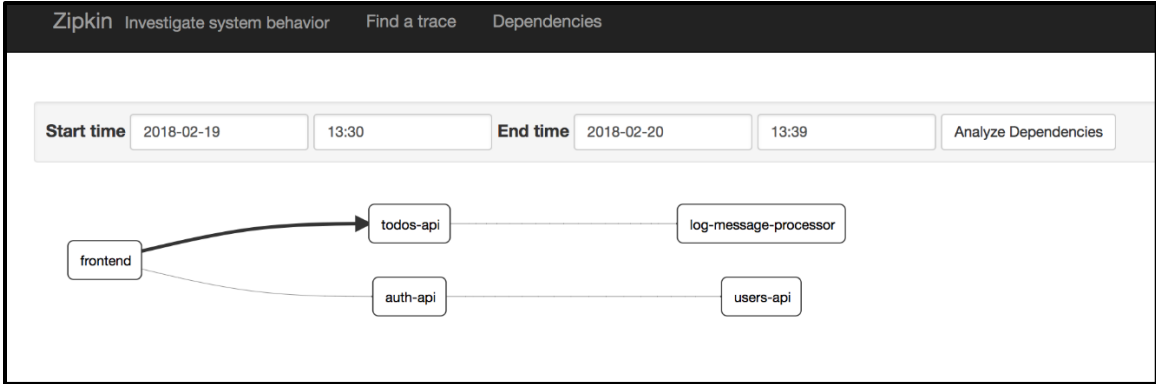 Zipkin Investigate system behavior Find a trace Dependencies
Start time 2018-02-19 13:30 End time 2018-02-20 13:39 Analyze Dependencies
todos-api log-message-processor
frontend
auth-api users-api